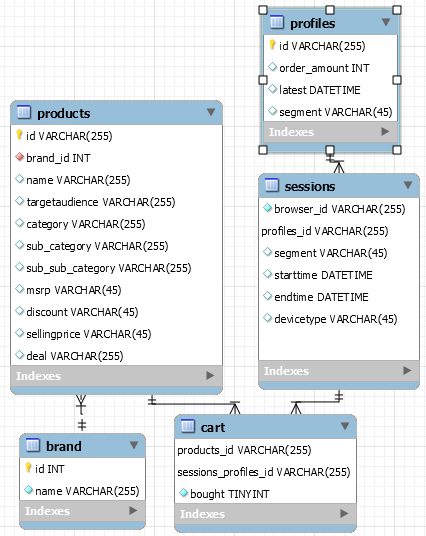 profiles
id VARCHAR(255)
order_amount INT
latest DATETIME
segment VARCHAR(45)
Indexes
products
id VARCHAR(255)
brand_id INT
name VARCHAR(255)
targetaudience VARCHAR(255)
category VARCHAR(255)
sub_category VARCHAR(255)
sub_sub_category VARCHAR(255)
msrp VARCHAR(45)
discount VARCHAR(45)
sellingprice VARCHAR(45)
deal VARCHAR(255)
Indexes
sessions
browser_id VARCHAR(255)
profiles_id VARCHAR(255)
segment VARCHAR(45)
starttime DATETIME
endtime DATETIME
devicetype VARCHAR(45)
Indexes
brand
id INT
name VARCHAR(255)
Indexes
cart
products_id VARCHAR(255)
sessions_profiles_id VARCHAR(255)
bought TINYINT
Indexes